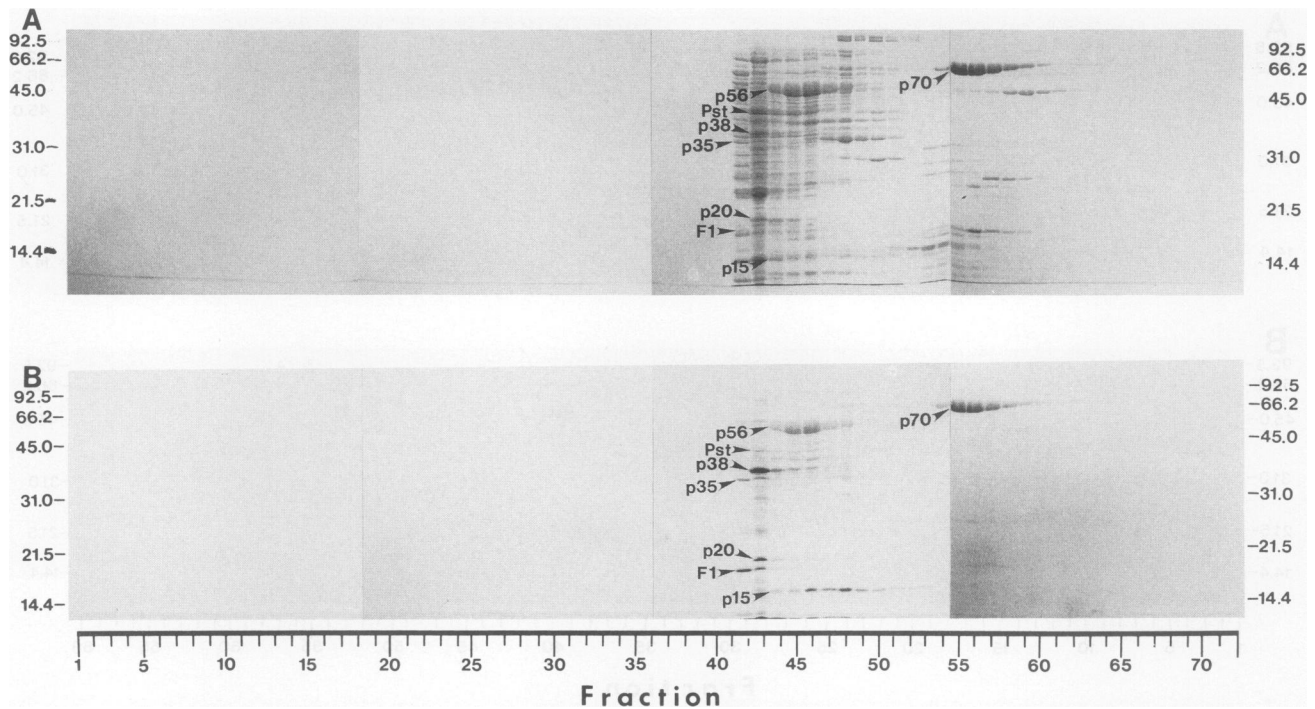 A
92.5-
66.2-
45.0
31.0-
21.5-
14.4-
p56
Pst
p38
p35
p20
F1
p15
p70
92.5
66.2
45.0
31.0
21.5
14.4
B
92.5-
66.2-
45.0-
31.0-
21.5-
14.4-
p56
Pst
p38
p35
p20
F1
p15
p70
-92.5
-66.2
-45.0
-31.0
-21.5
-14.4
1 5 10 15 20 25 30 35 40 45 50 55 60 65 70
Fraction